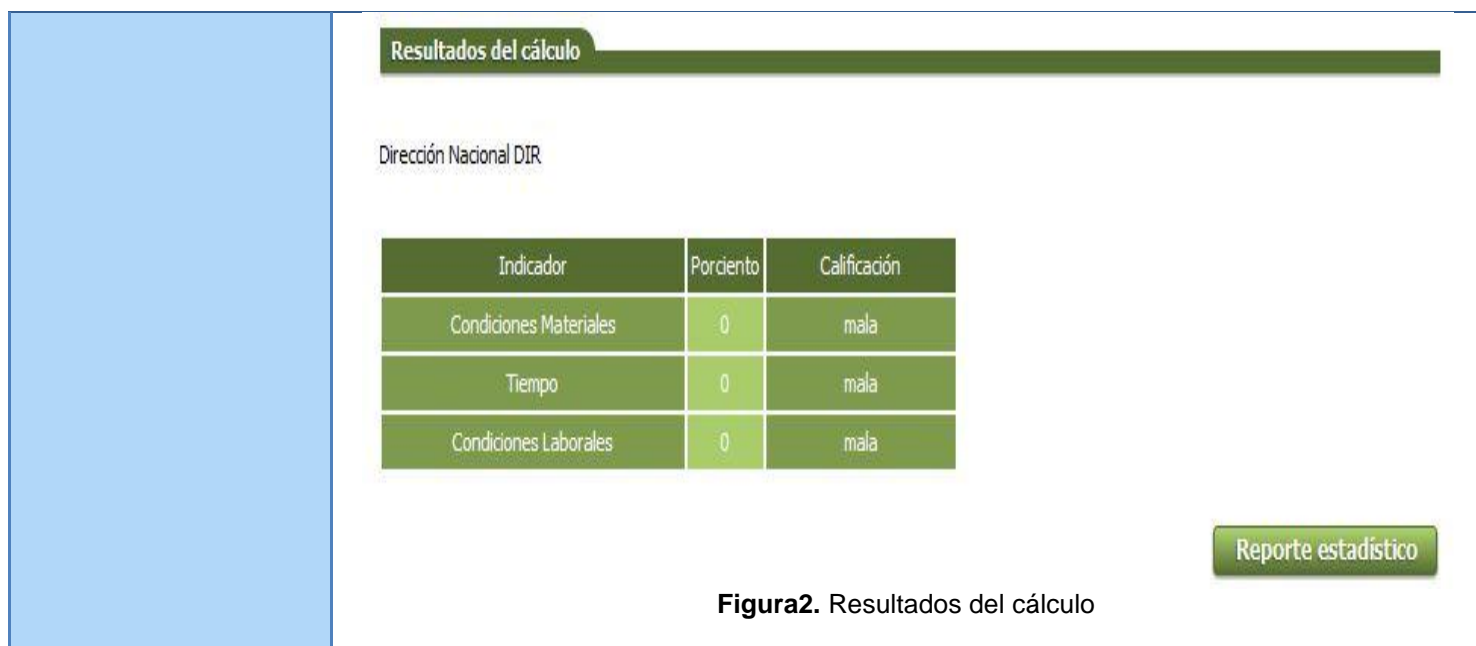 Resultados del cálculo
Dirección Nacional DIR
Indicador Porciento Calificación
Condiciones Materiales 0 mala
Tiempo 0 mala
Condiciones Laborales 0 mala
Reporte estadístico
Figura2. Resultados del cálculo